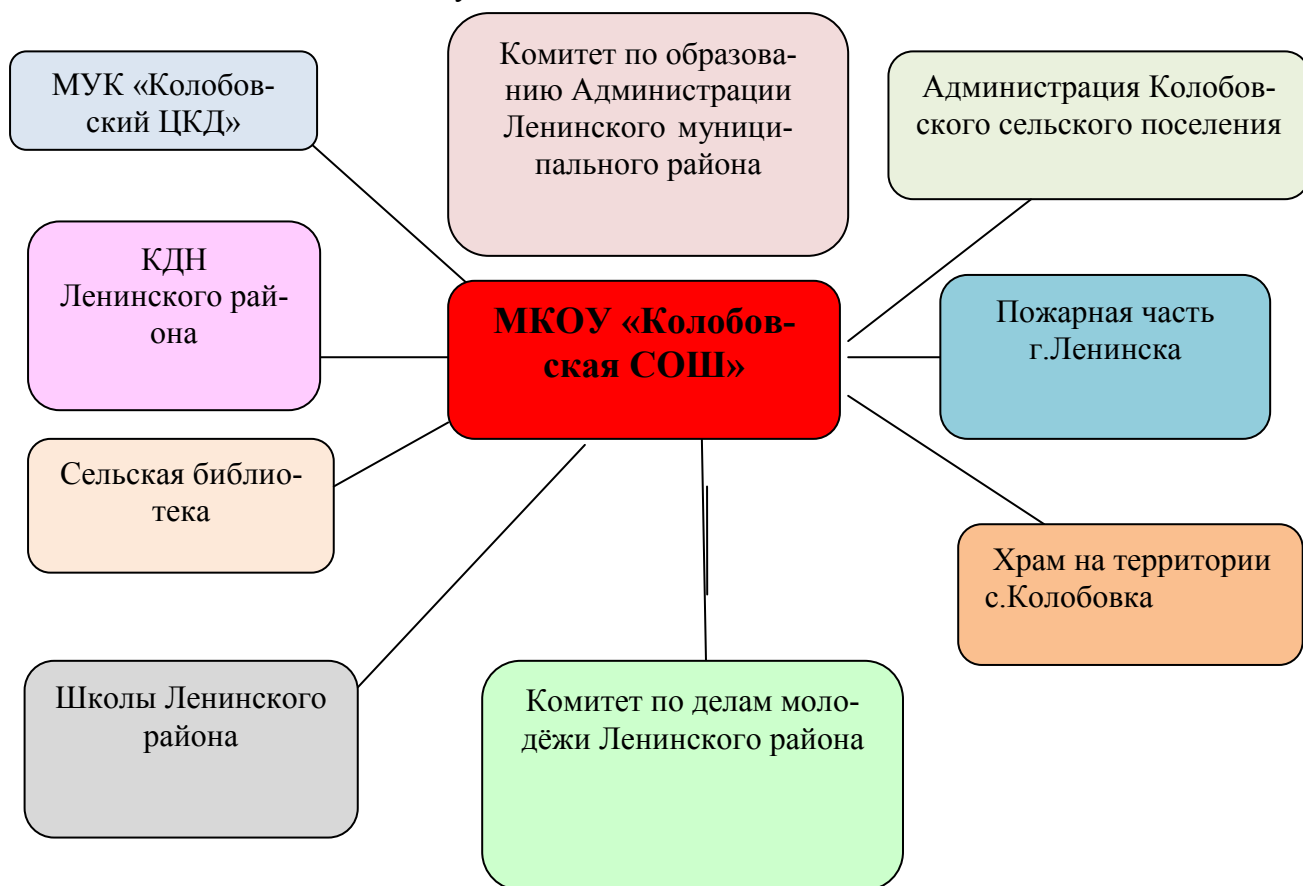 МУК «Колобов-
ский ЦКД»
Комитет по образова-
нию Администрации
Ленинского муници-
пального района
Администрация Колобов-
ского сельского поселения
КДН
Ленинского рай-
она
МКОУ «Колобов-
ская СОШ»
Пожарная часть
г.Ленинска
Сельская библио-
тека
Храм на территории
с.Колобовка
Школы Ленинского
района
Комитет по делам моло-
дёжи Ленинского района